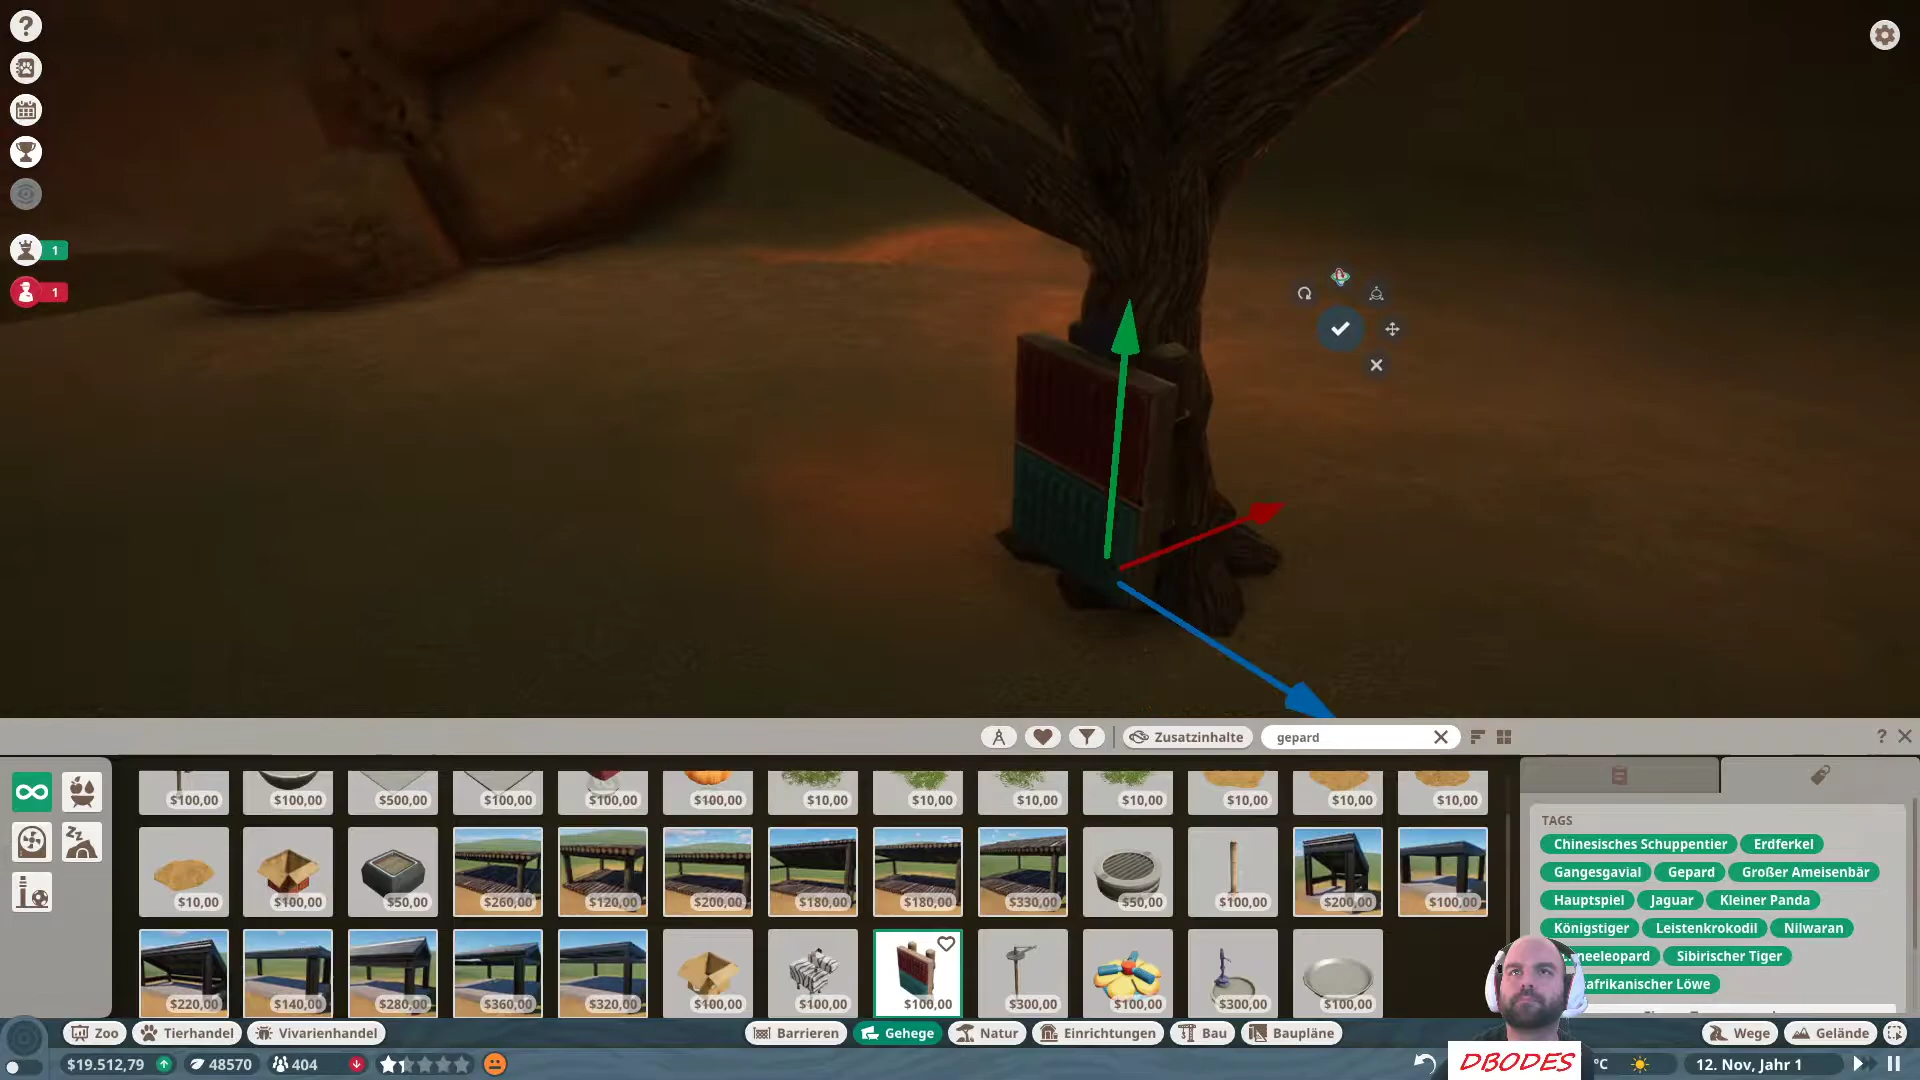 1
1
Zusatzinhalte
gepard
$100,00 $100,00 $500,00 $100,00 $100,00 $100,00 $10,00 $10,00 $10,00 $10,00 $10,00 $10,00 $10,00
$10,00 $100,00 $50,00 $260,00 $120,00 $200,00 $180,00 $180,00 $330,00 $50,00 $100,00 $200,00 $100,00
$220,00 $140,00 $280,00 $360,00 $320,00 $100,00 $100,00 $100,00 $300,00 $100,00 $300,00 $100,00
TAGS
Chinesisches Schuppentier Erdferkel
Gangesgavial Gepard Großer Ameisenbär
Hauptspiel Jaguar Kleiner Panda
Königstiger Leistenkrokodil Nilwaran
neeleopard Sibirischer Tiger
afrikanischer Löwe
Zoo Tierhandel Vivarienhandel Barrieren Gehege Natur Einrichtungen Bau Baupläne Wege Gelände
$19.512,79 48570 404 °C 12. Nov, Jahr 1
DBODES